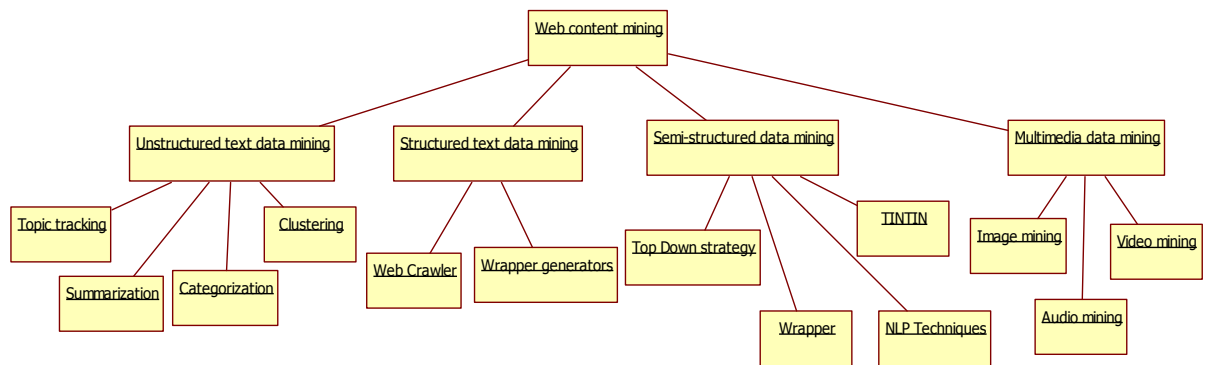 Web content mining
Unstructured text data mining
Structured text data mining
Semi-structured data mining
Multimedia data mining
Topic tracking
Summarization
Categorization
Clustering
Web Crawler
Wrapper generators
Top Down strategy
Wrapper
NLP Techniques
TINTIN
Image mining
Audio mining
Video mining